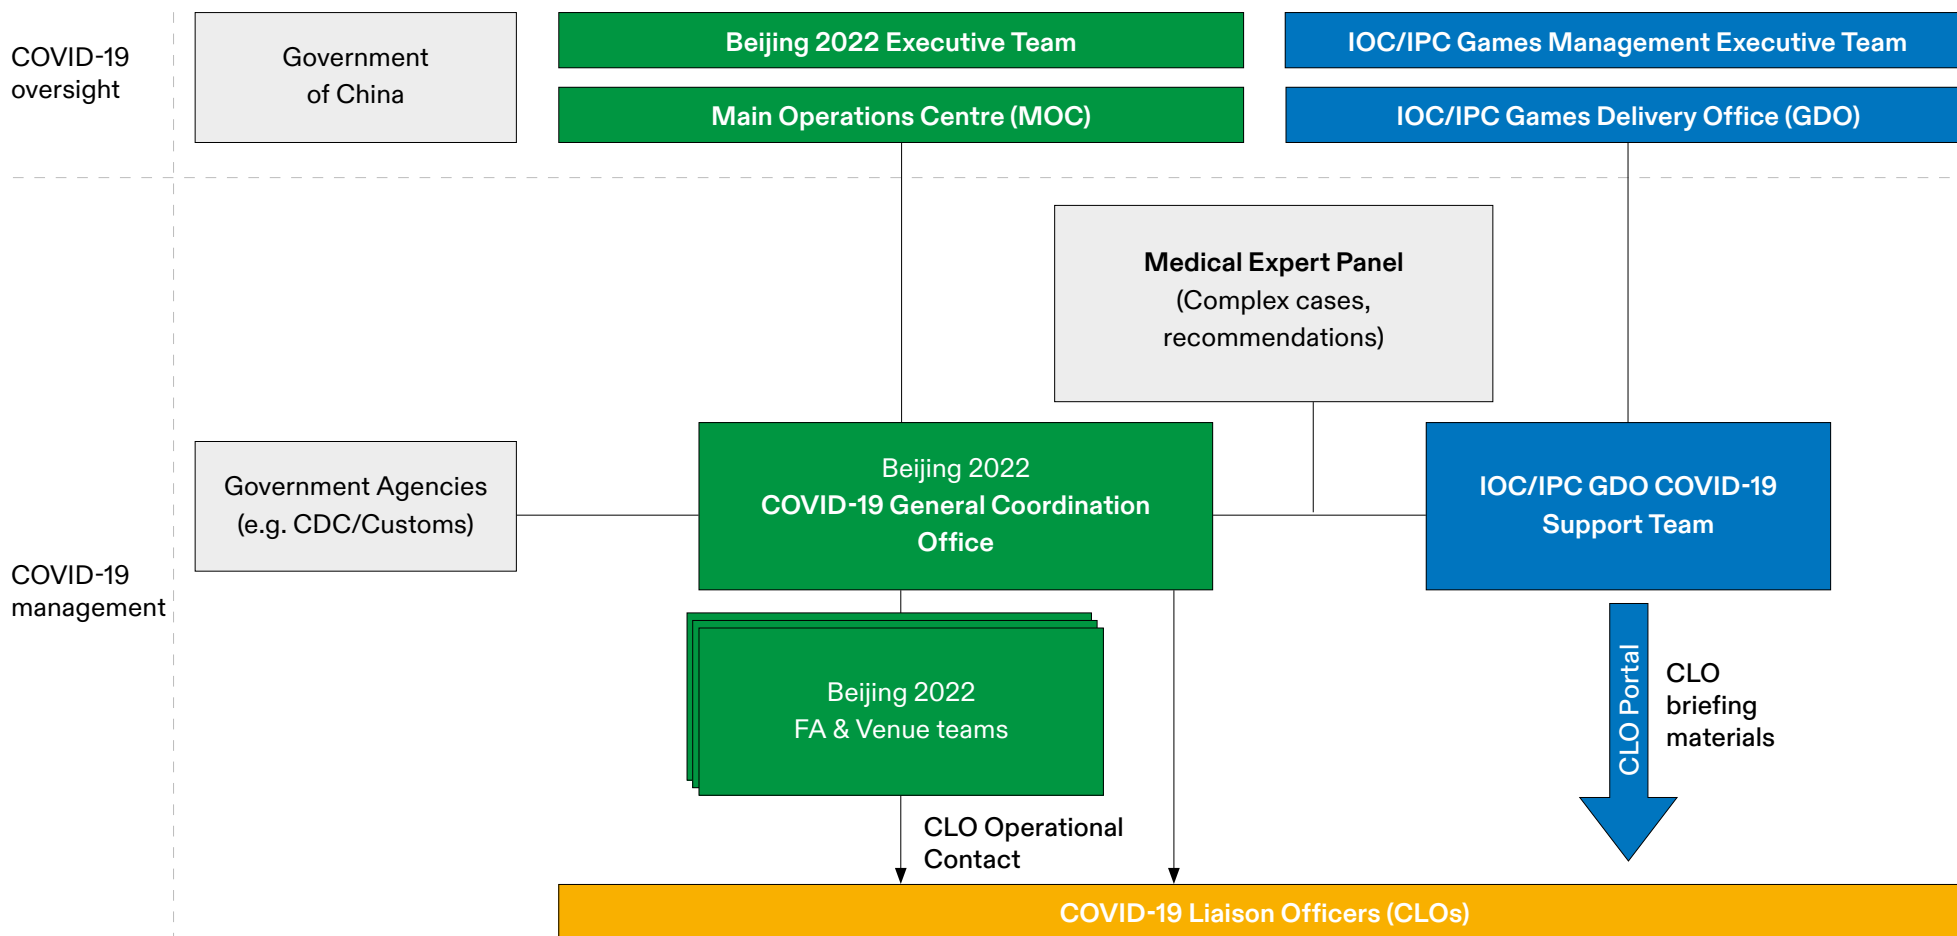 COVID-19
oversight
Government
of China
Beijing 2022 Executive Team
IOC/IPC Games Management Executive Team
Main Operations Centre (MOC)
IOC/IPC Games Delivery Office (GDO)
Medical Expert Panel
(Complex cases,
recommendations)
COVID-19
management
Government Agencies
(e.g. CDC/Customs)
Beijing 2022
COVID-19 General Coordination
Office
IOC/IPC GDO COVID-19
Support Team
Beijing 2022
FA & Venue teams
CLO Portal
CLO
briefing
materials
CLO Operational
Contact
COVID-19 Liaison Officers (CLOs)